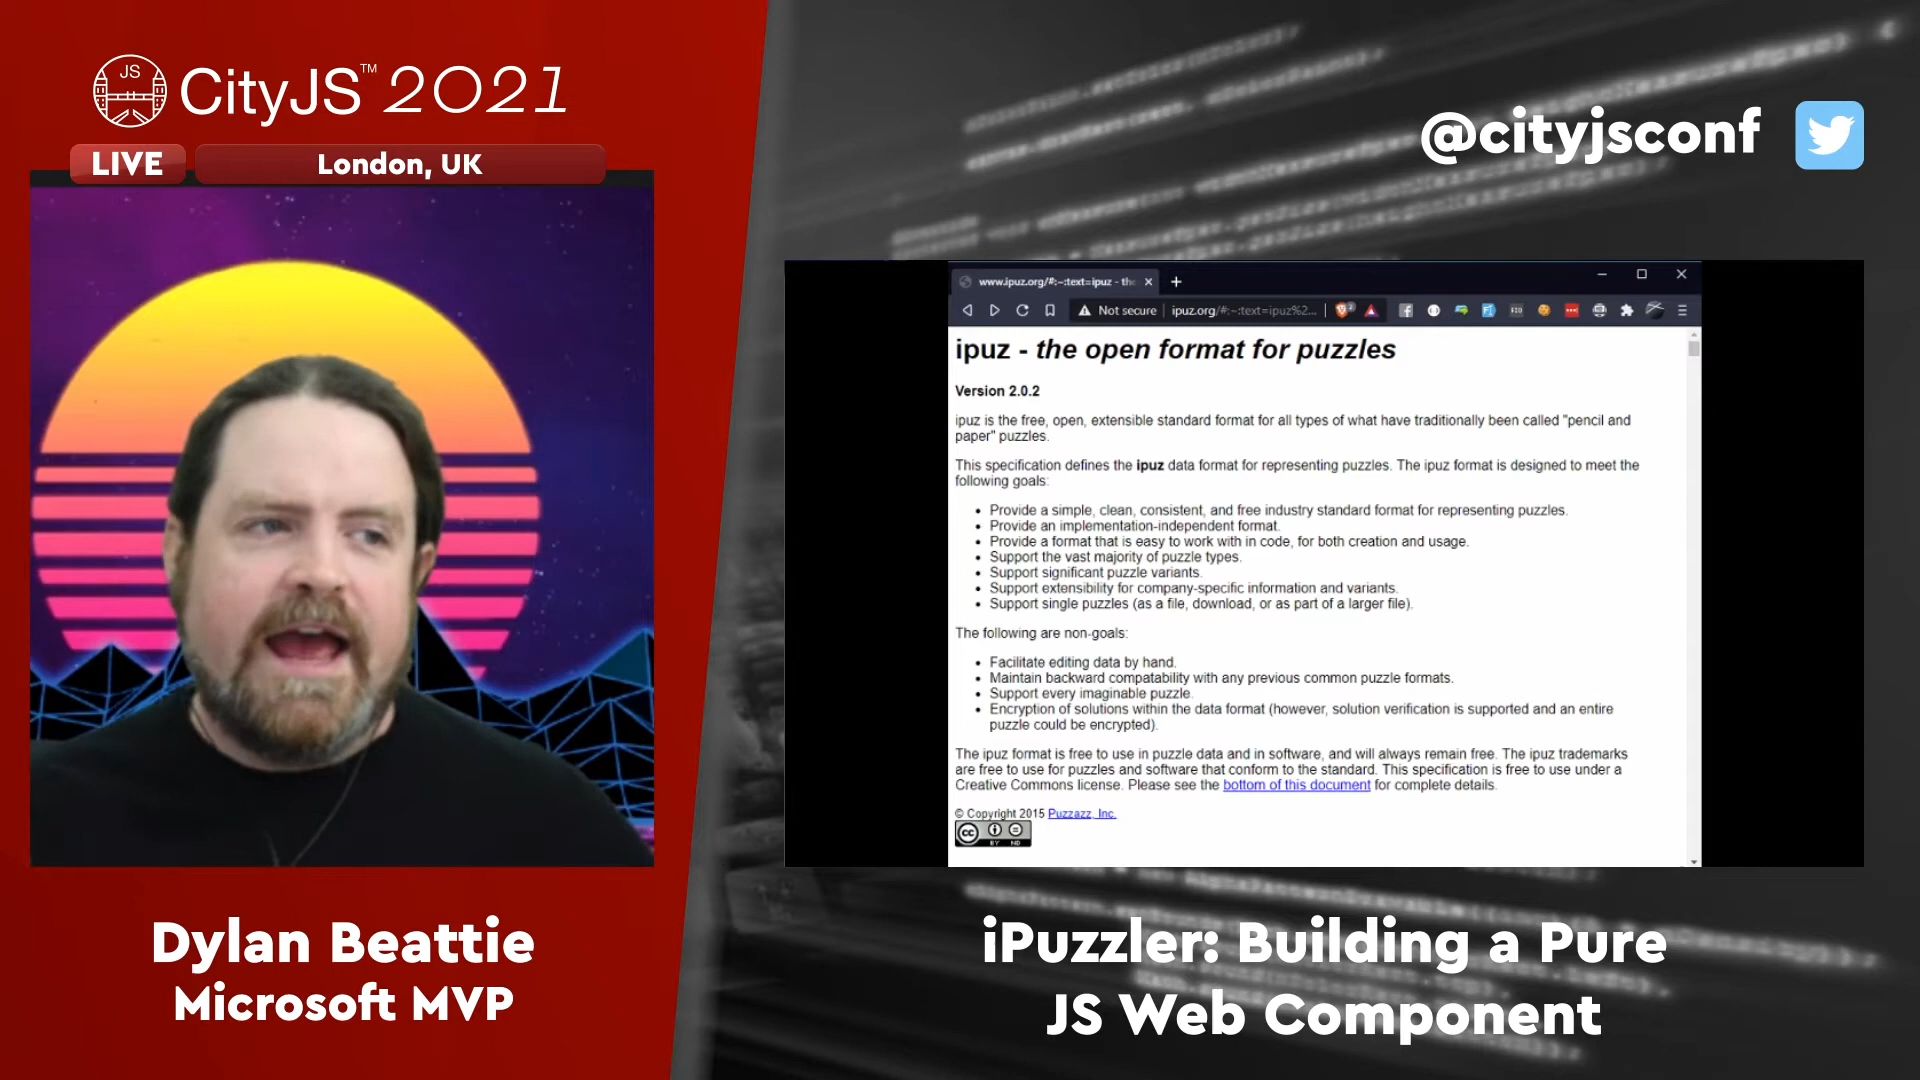 JS
CityJS™ 2021
LIVE
London, UK
@cityjsconf
www.ipuz.org/#:~:text=ipuz - the
Not secure
ipuz.org/#:~:text=ipuz%2...
ipuz - the open format for puzzles
Version 2.0.2
ipuz is the free, open, extensible standard format for all types of what have traditionally been called "pencil and
paper" puzzles.
This specification defines the ipuz data format for representing puzzles. The ipuz format is designed to meet the
following goals:
• Provide a simple, clean, consistent, and free industry standard format for representing puzzles.
• Provide an implementation-independent format.
• Provide a format that is easy to work with in code, for both creation and usage.
• Support the vast majority of puzzle types.
• Support significant puzzle variants.
• Support extensibility for company-specific information and variants.
• Support single puzzles (as a file, download, or as part of a larger file).
The following are non-goals:
• Facilitate editing data by hand.
• Maintain backward compatability with any previous common puzzle formats.
• Support every imaginable puzzle.
• Encryption of solutions within the data format (however, solution verification is supported and an entire
puzzle could be encrypted).
The ipuz format is free to use in puzzle data and in software, and will always remain free. The ipuz trademarks
are free to use for puzzles and software that conform to the standard. This specification is free to use under a
Creative Commons license. Please see the bottom of this document for complete details.
© Copyright 2015 Puzzazz, Inc.
cc BY ND
Dylan Beattie
Microsoft MVP
iPuzzler: Building a Pure
JS Web Component